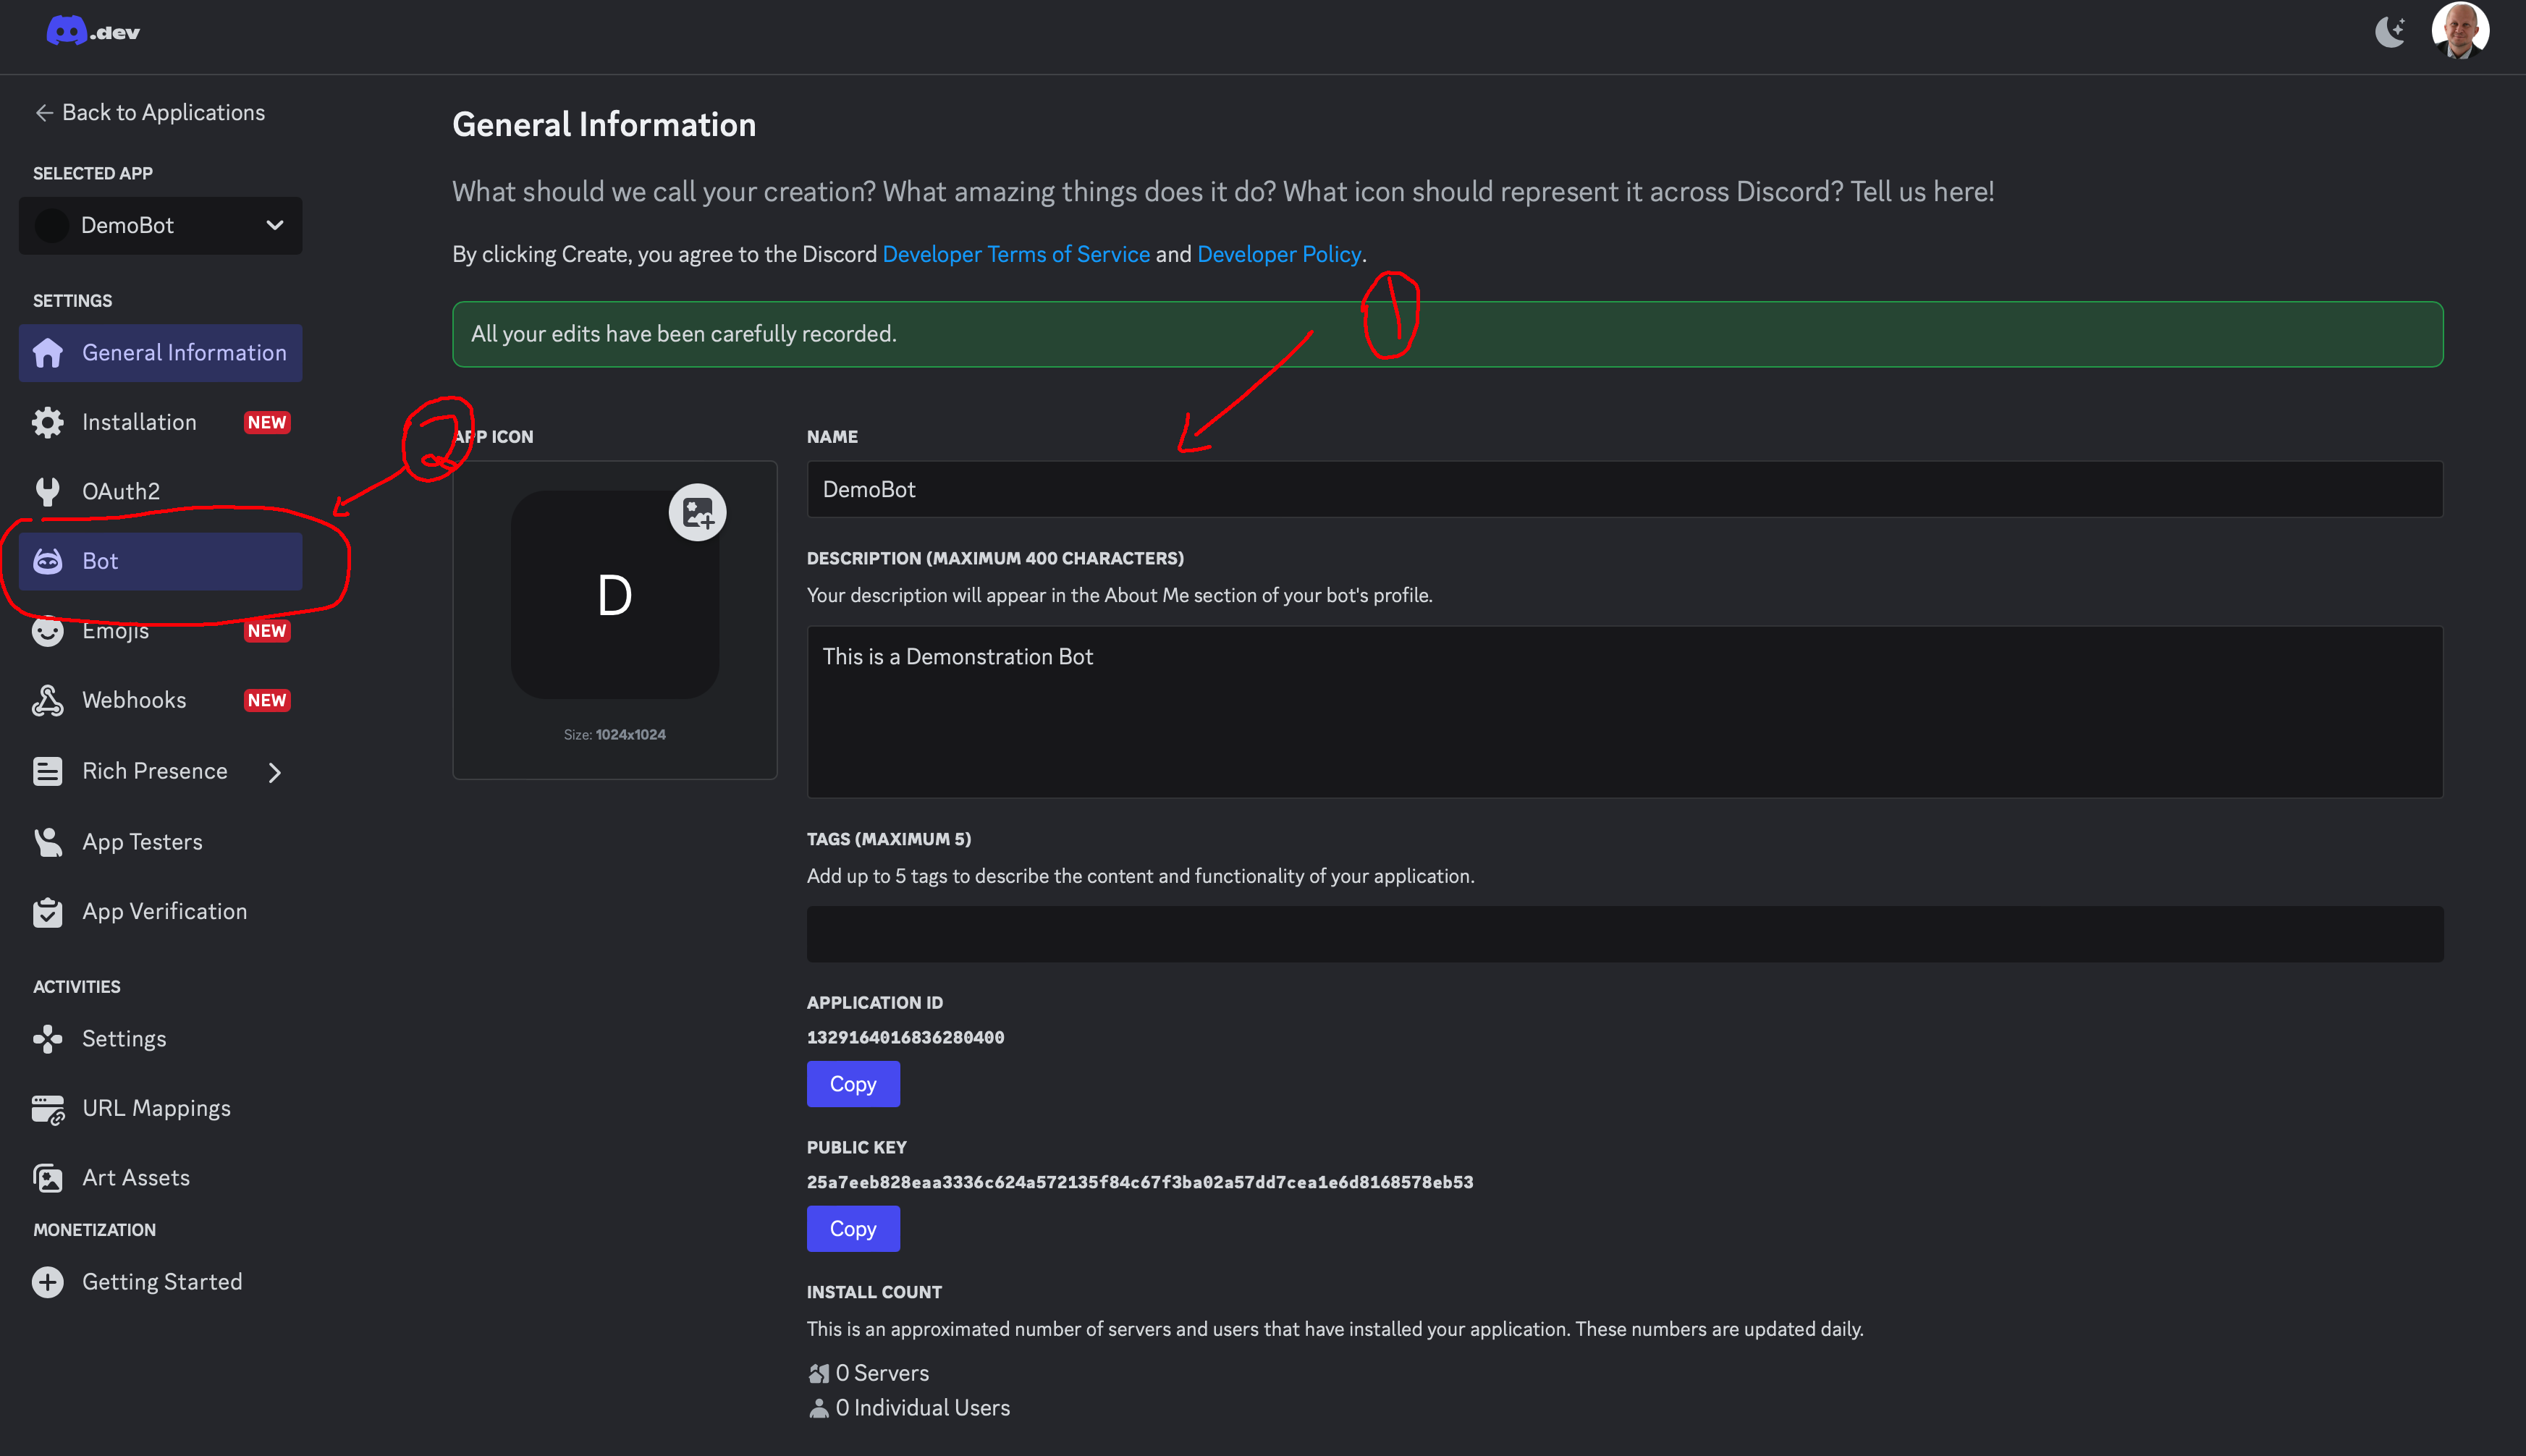 .dev
Back to Applications
SELECTED APP
DemoBot
SETTINGS
General Information
Installation NEW
OAuth2
Bot
Emojis NEW
Webhooks NEW
Rich Presence
App Testers
App Verification
ACTIVITIES
Settings
URL Mappings
Art Assets
MONETIZATION
Getting Started
General Information
What should we call your creation? What amazing things does it do? What icon should represent it across Discord? Tell us here!
By clicking Create, you agree to the Discord Developer Terms of Service and Developer Policy.
1
All your edits have been carefully recorded.
2
APP ICON
D
Size: 1024x1024
NAME
DemoBot
DESCRIPTION (MAXIMUM 400 CHARACTERS)
Your description will appear in the About Me section of your bot's profile.
This is a Demonstration Bot
TAGS (MAXIMUM 5)
Add up to 5 tags to describe the content and functionality of your application.
APPLICATION ID
1329164016836280400
Copy
PUBLIC KEY
25a7eeb828eaa3336c624a572135f84c67f3ba02a57dd7cea1e6d8168578eb53
Copy
INSTALL COUNT
This is an approximated number of servers and users that have installed your application. These numbers are updated daily.
0 Servers
0 Individual Users